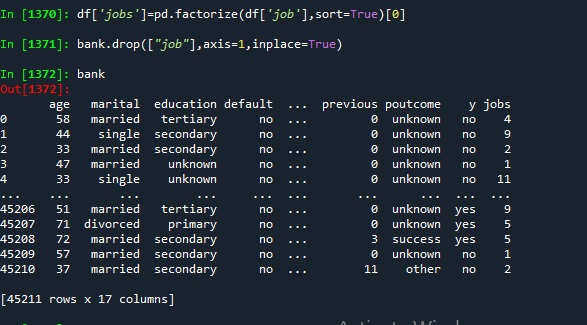 In [1370]: df['jobs']=pd.factorize(df['job'],sort=True)[0]
In [1371]: bank.drop(["job"],axis=1,inplace=True)
In [1372]: bank
Out[1372]:
age marital education default ... previous poutcome y jobs
0 58 married tertiary no ... 0 unknown no 4
1 44 single secondary no ... 0 unknown no 9
2 33 married secondary no ... 0 unknown no 2
3 47 married unknown no ... 0 unknown no 1
4 33 single unknown no ... 0 unknown no 11
... ... ... ... ... ... ... ... ... ...
45206 51 married tertiary no ... 0 unknown yes 9
45207 71 divorced primary no ... 0 unknown yes 5
45208 72 married secondary no ... 3 success yes 5
45209 57 married secondary no ... 0 unknown no 1
45210 37 married secondary no ... 11 other no 2
[45211 rows x 17 columns]